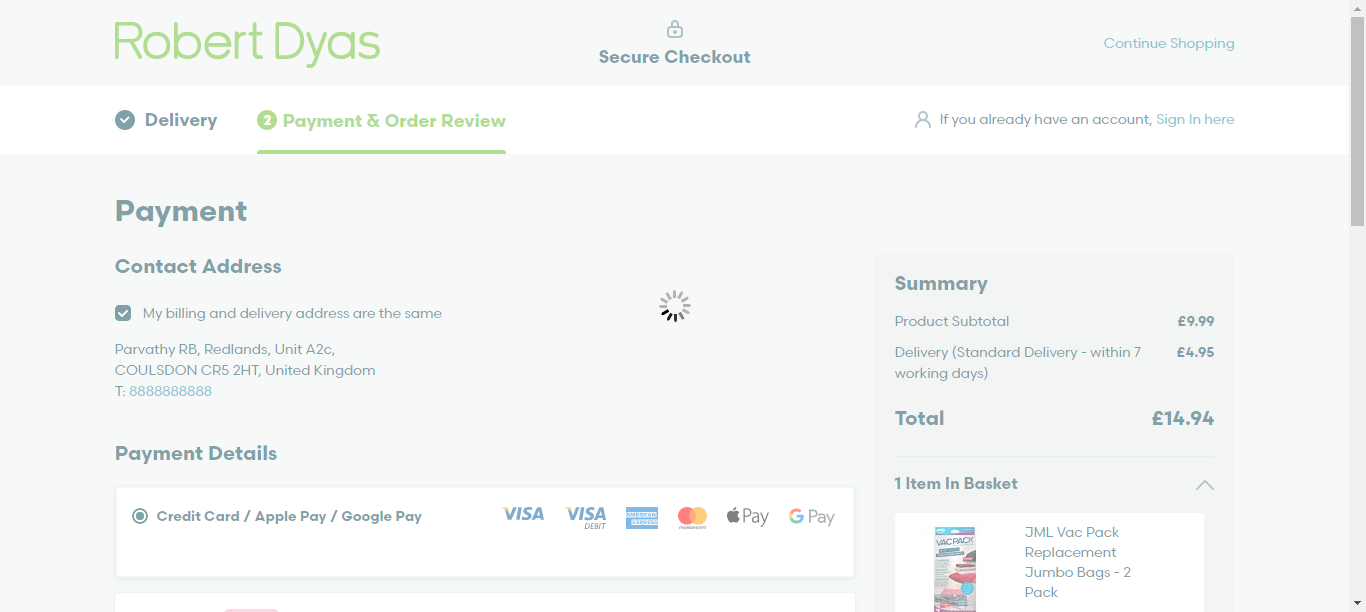 Robert Dyas
Secure Checkout
Continue Shopping
Delivery
2 Payment & Order Review
If you already have an account, Sign In here
Payment
Contact Address
My billing and delivery address are the same
Parvathy RB, Redlands, Unit A2c,
COULSDON CR5 2HT, United Kingdom
T: 8888888888
Payment Details
Credit Card / Apple Pay / Google Pay
VISA
VISA
DEBIT
AMERICAN
EXPRESS
mastercard
Pay
G Pay
Summary
Product Subtotal £9.99
Delivery (Standard Delivery - within 7 £4.95
working days)
Total £14.94
1 Item In Basket
VACPACK
JML Vac Pack
Replacement
Jumbo Bags - 2
Pack